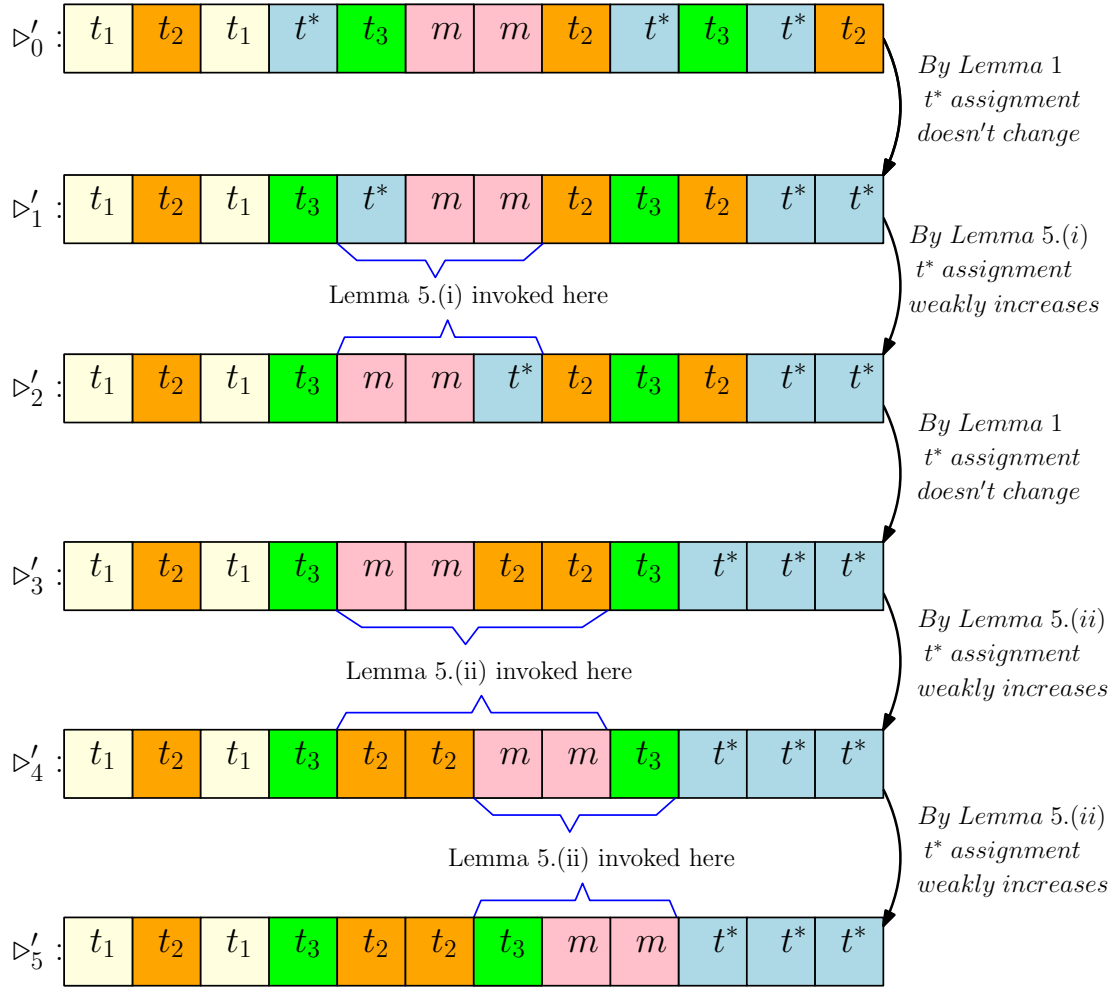 ▷′₀ : t₁ t₂ t₁ t* t₃ m m t₂ t* t₃ t* t₂
By Lemma 1
t* assignment
doesn't change
▷′₁ : t₁ t₂ t₁ t₃ t* m m t₂ t₃ t₂ t* t*
By Lemma 5.(i)
t* assignment
weakly increases
Lemma 5.(i) invoked here
▷′₂ : t₁ t₂ t₁ t₃ m m t* t₂ t₃ t₂ t* t*
By Lemma 1
t* assignment
doesn't change
▷′₃ : t₁ t₂ t₁ t₃ m m t₂ t₂ t₃ t* t* t*
By Lemma 5.(ii)
t* assignment
weakly increases
Lemma 5.(ii) invoked here
▷′₄ : t₁ t₂ t₁ t₃ t₂ t₂ m m t₃ t* t* t*
By Lemma 5.(ii)
t* assignment
weakly increases
Lemma 5.(ii) invoked here
▷′₅ : t₁ t₂ t₁ t₃ t₂ t₂ t₃ m m t* t* t*